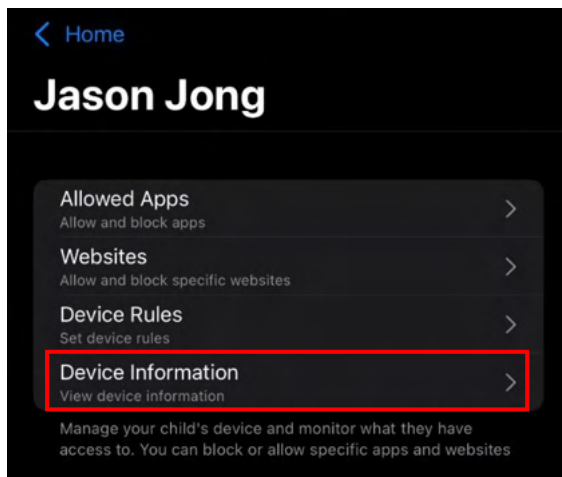 Home
Jason Jong
Allowed Apps
Allow and block apps
Websites
Allow and block specific websites
Device Rules
Set device rules
Device Information
View device information
Manage your child's device and monitor what they have
access to. You can block or allow specific apps and websites